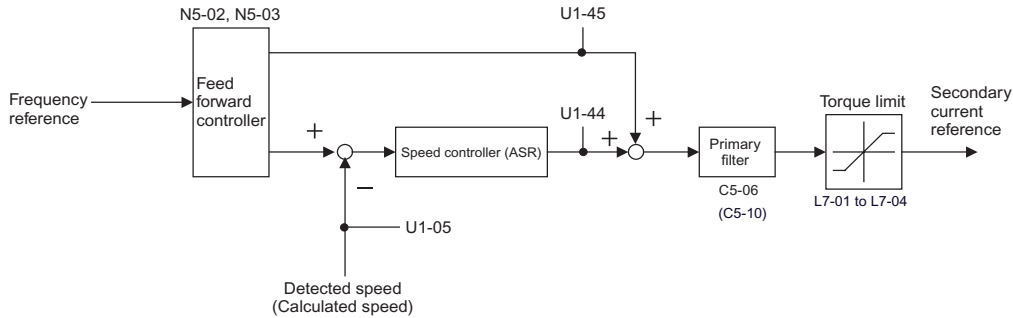 N5-02, N5-03
U1-45
Frequency
reference
Feed
forward
controller
+
−
Speed controller (ASR)
U1-44
+
+
Primary
filter
C5-06
(C5-10)
Torque limit
L7-01 to L7-04
Secondary
current
reference
U1-05
Detected speed
(Calculated speed)